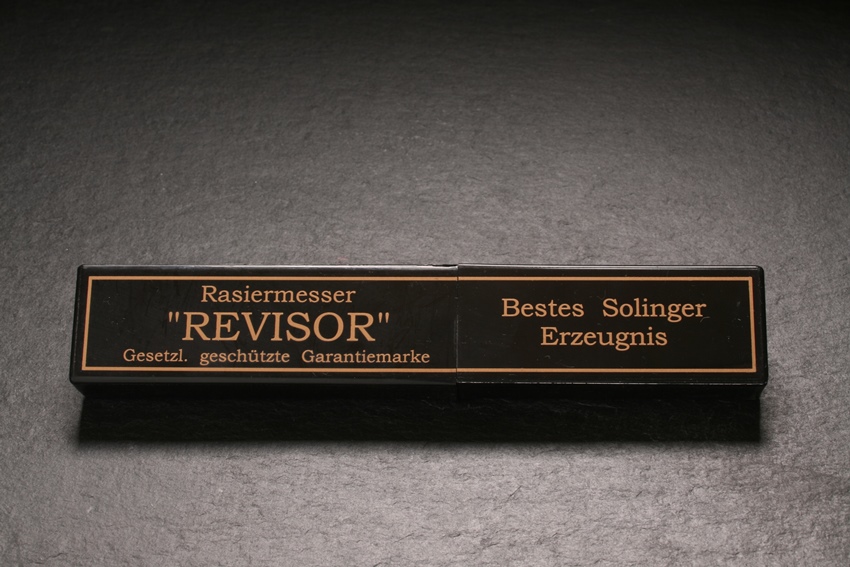 Rasiermesser
"REVISOR"
Gesetzl. geschützte Garantiemarke
Bestes Solinger
Erzeugnis